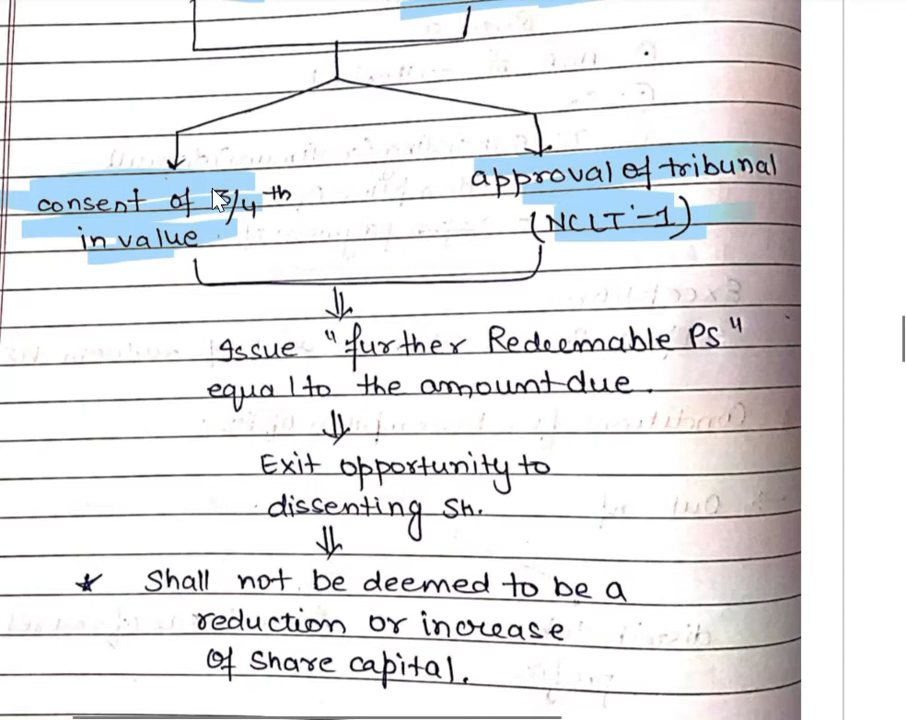 consent of 3/4th
in value
approval of tribunal
(NCLT-1)
Issue "further Redeemable PS"
equal to the amount due.
Exit opportunity to
dissenting Sh.
* Shall not be deemed to be a
reduction or increase
of share capital.